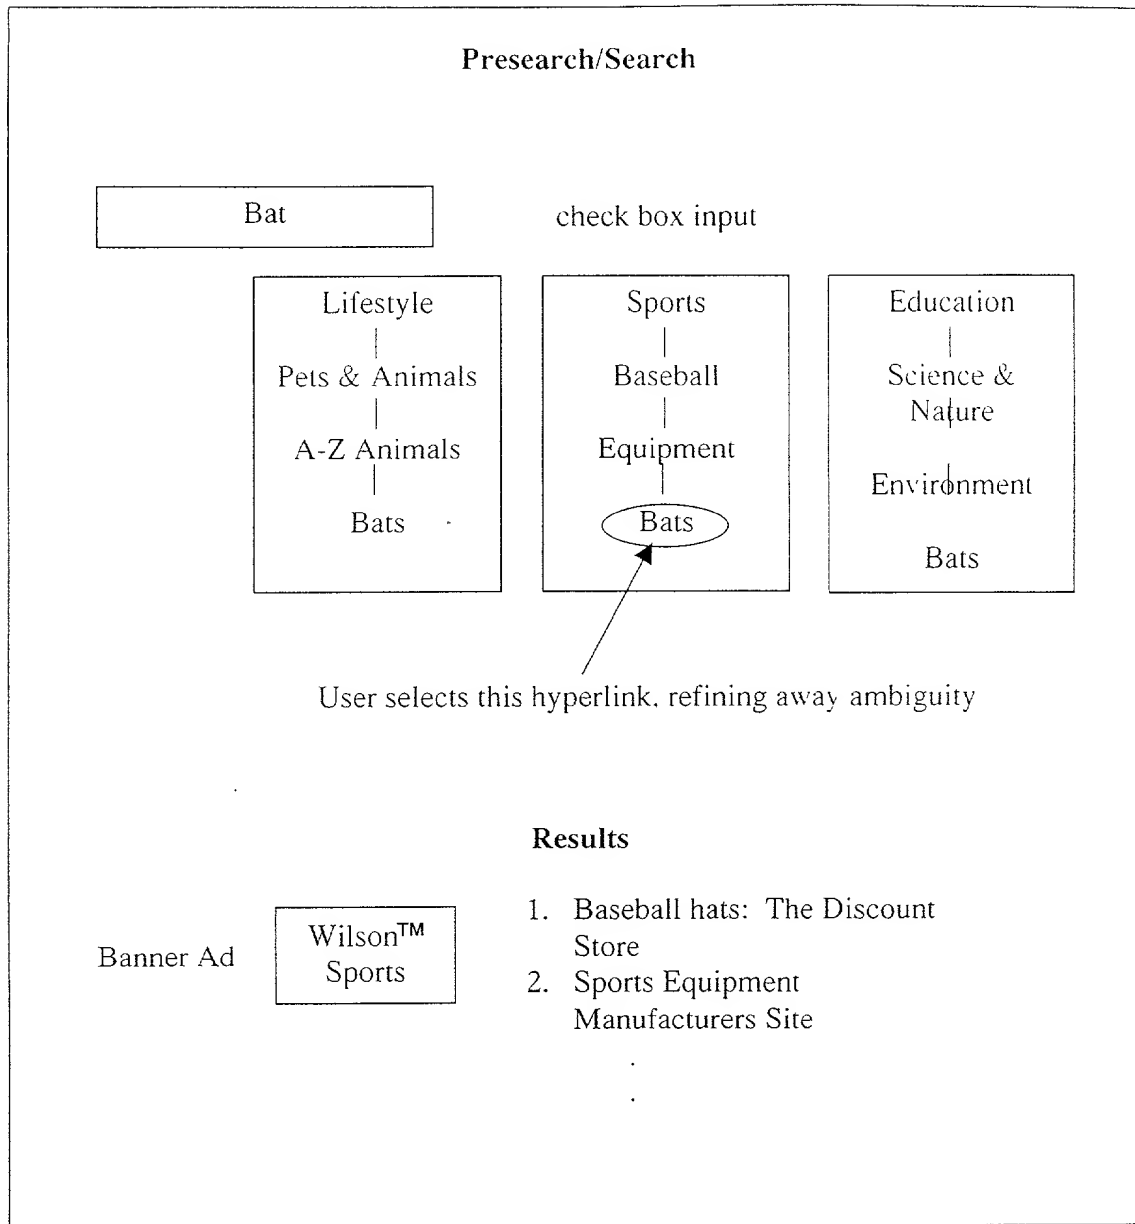 Presearch/Search
Bat
check box input
Lifestyle
Pets & Animals
A-Z Animals
Bats
Sports
Baseball
Equipment
Bats
Education
Science &
Nature
Environment
Bats
User selects this hyperlink, refining away ambiguity
Results
Banner Ad
Wilson™
Sports
1. Baseball hats: The Discount
Store
2. Sports Equipment
Manufacturers Site